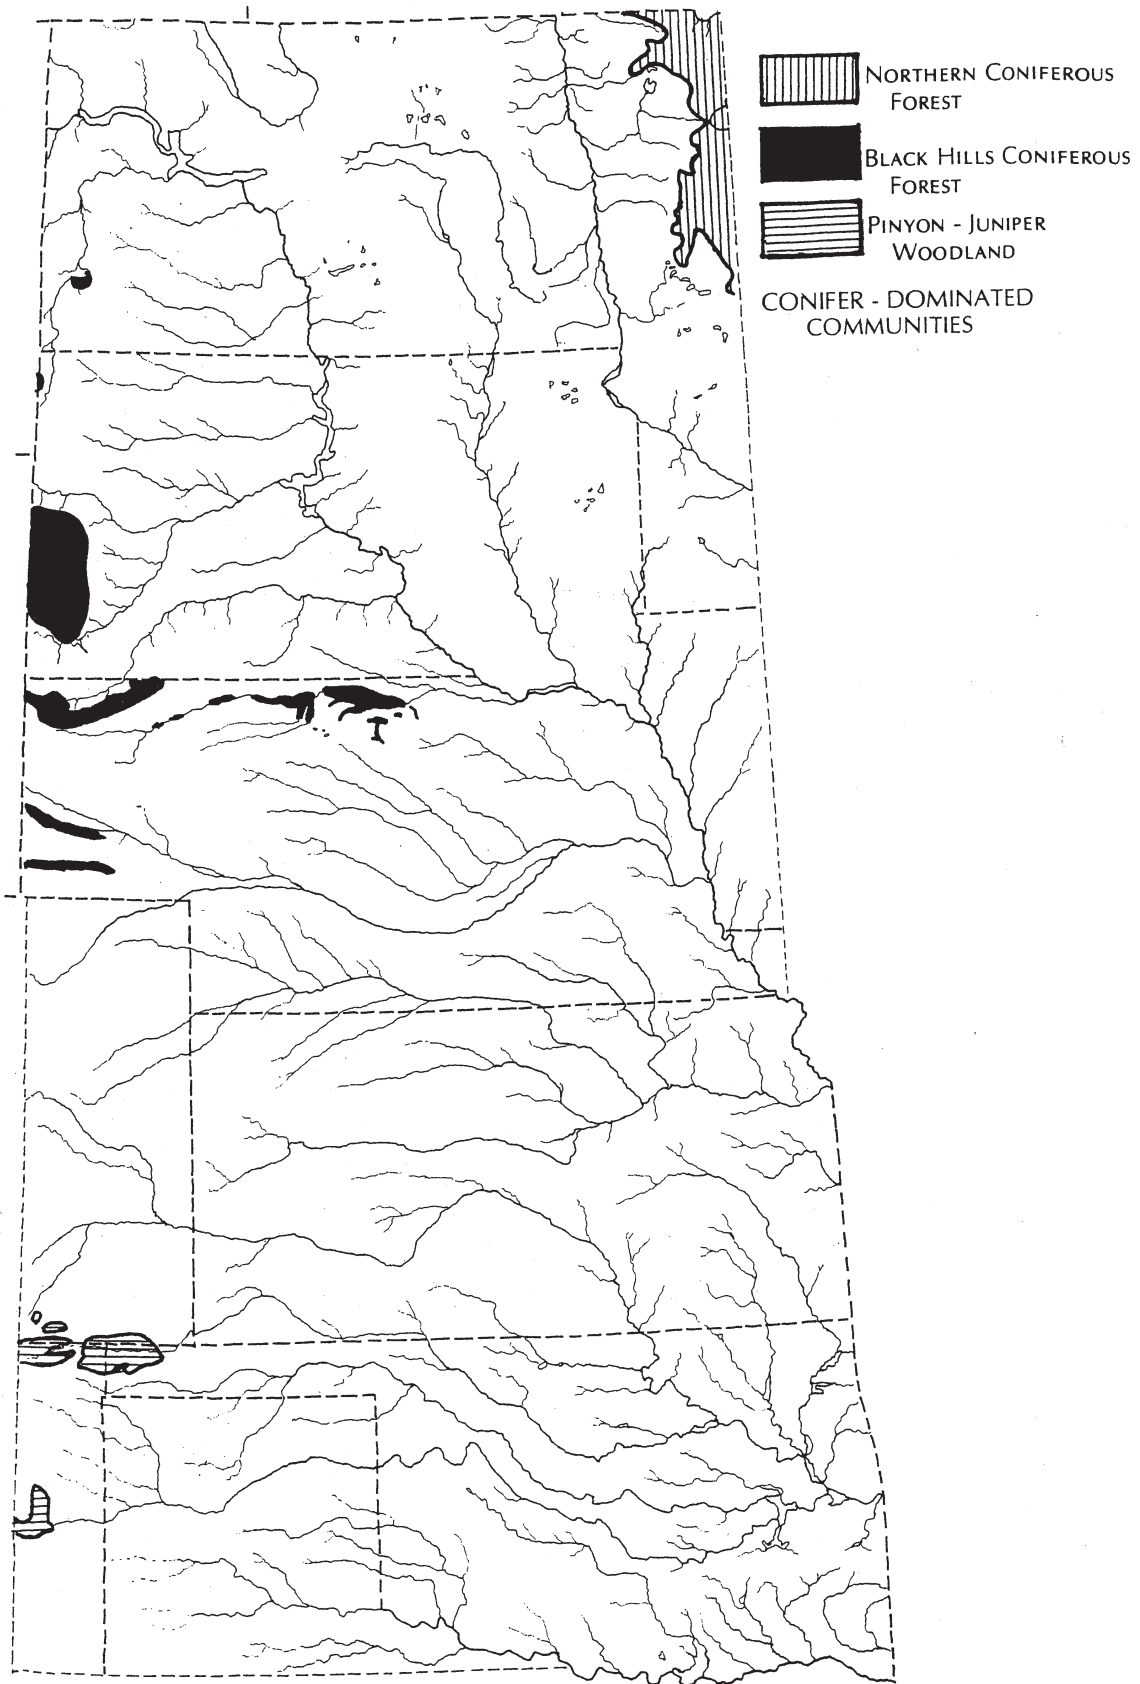 Northern Coniferous
Forest
Black Hills Coniferous
Forest
Pinyon - Juniper
Woodland
CONIFER - DOMINATED
COMMUNITIES